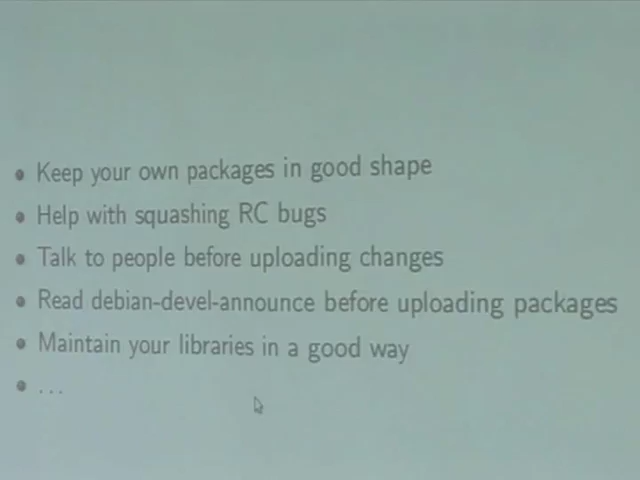 • Keep your own packages in good shape
• Help with squashing RC bugs
• Talk to people before uploading changes
• Read debian-devel-announce before uploading packages
• Maintain your libraries in a good way
• ...